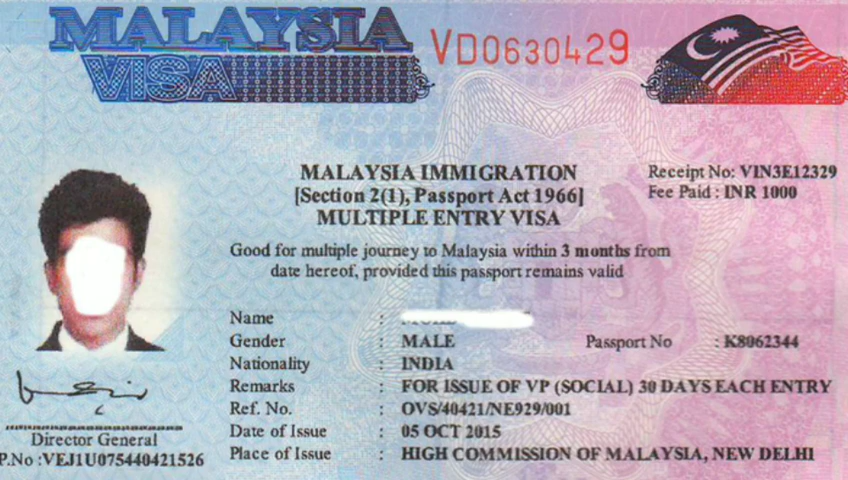 MALAYSIA
VISA
VD0630429
MALAYSIA IMMIGRATION
[Section 2(1), Passport Act 1966]
MULTIPLE ENTRY VISA
Receipt No: VIN3E12329
Fee Paid : INR 1000
Good for multiple journey to Malaysia within 3 months from
date hereof, provided this passport remains valid
Name :
Gender : MALE Passport No : K8062344
Nationality : INDIA
Remarks : FOR ISSUE OF VP (SOCIAL) 30 DAYS EACH ENTRY
Ref. No. : OVS/40421/NE929/001
Date of Issue : 05 OCT 2015
Place of Issue : HIGH COMMISSION OF MALAYSIA, NEW DELHI
Director General
P.No :VEJ1U075440421526